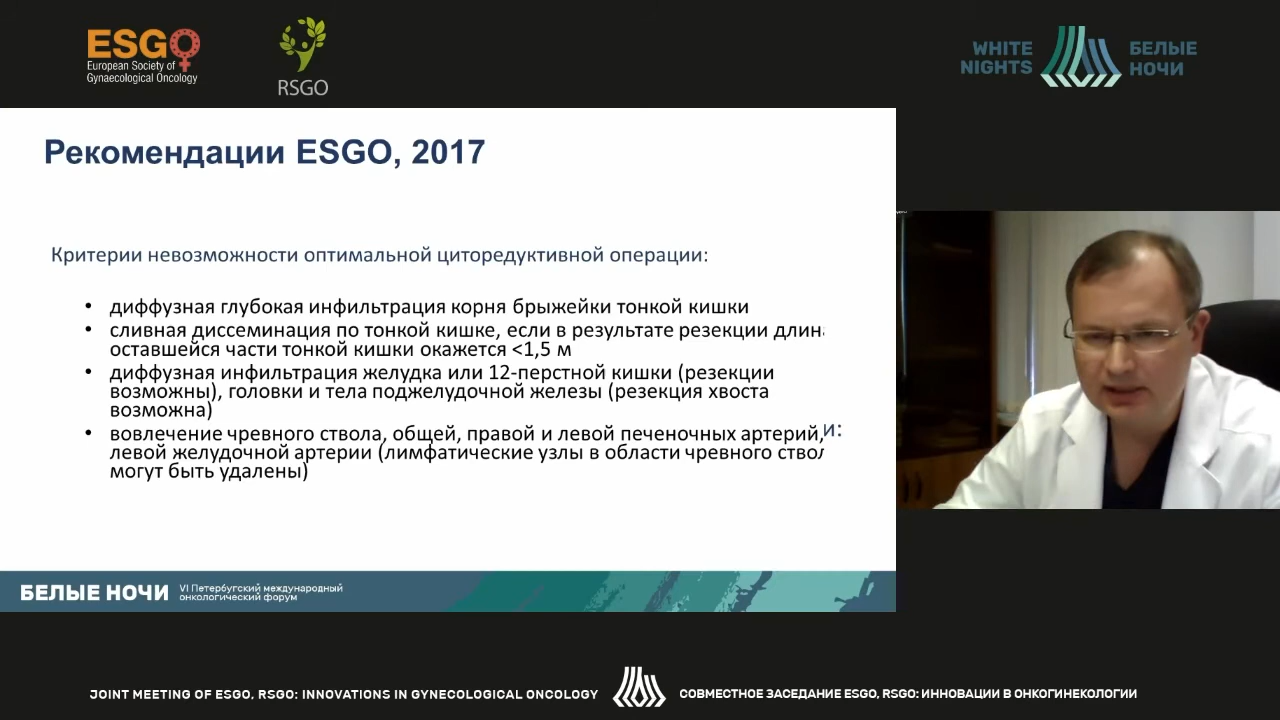 ESGO
European Society of
Gynaecological Oncology
RSGO
WHITE
NIGHTS
БЕЛЫЕ
НОЧИ
Рекомендации ESGO, 2017
Критерии невозможности оптимальной циторедуктивной операции:
• диффузная глубокая инфильтрация корня брыжейки тонкой кишки
• сливная диссеминация по тонкой кишке, если в результате резекции длин
оставшейся части тонкой кишки окажется <1,5 м
• диффузная инфильтрация желудка или 12-перстной кишки (резекции
возможны), головки и тела поджелудочной железы (резекция хвоста
возможна)
• вовлечение чревного ствола, общей, правой и левой печеночных артерий, и:
левой желудочной артерии (лимфатические узлы в области чревного ствол
могут быть удалены)
БЕЛЫЕ НОЧИ
VI Петербугский международный
онкологический форум
JOINT MEETING OF ESGO, RSGO: INNOVATIONS IN GYNECOLOGICAL ONCOLOGY
СОВМЕСТНОЕ ЗАСЕДАНИЕ ESGO, RSGO: ИННОВАЦИИ В ОНКОГИНЕКОЛОГИИ